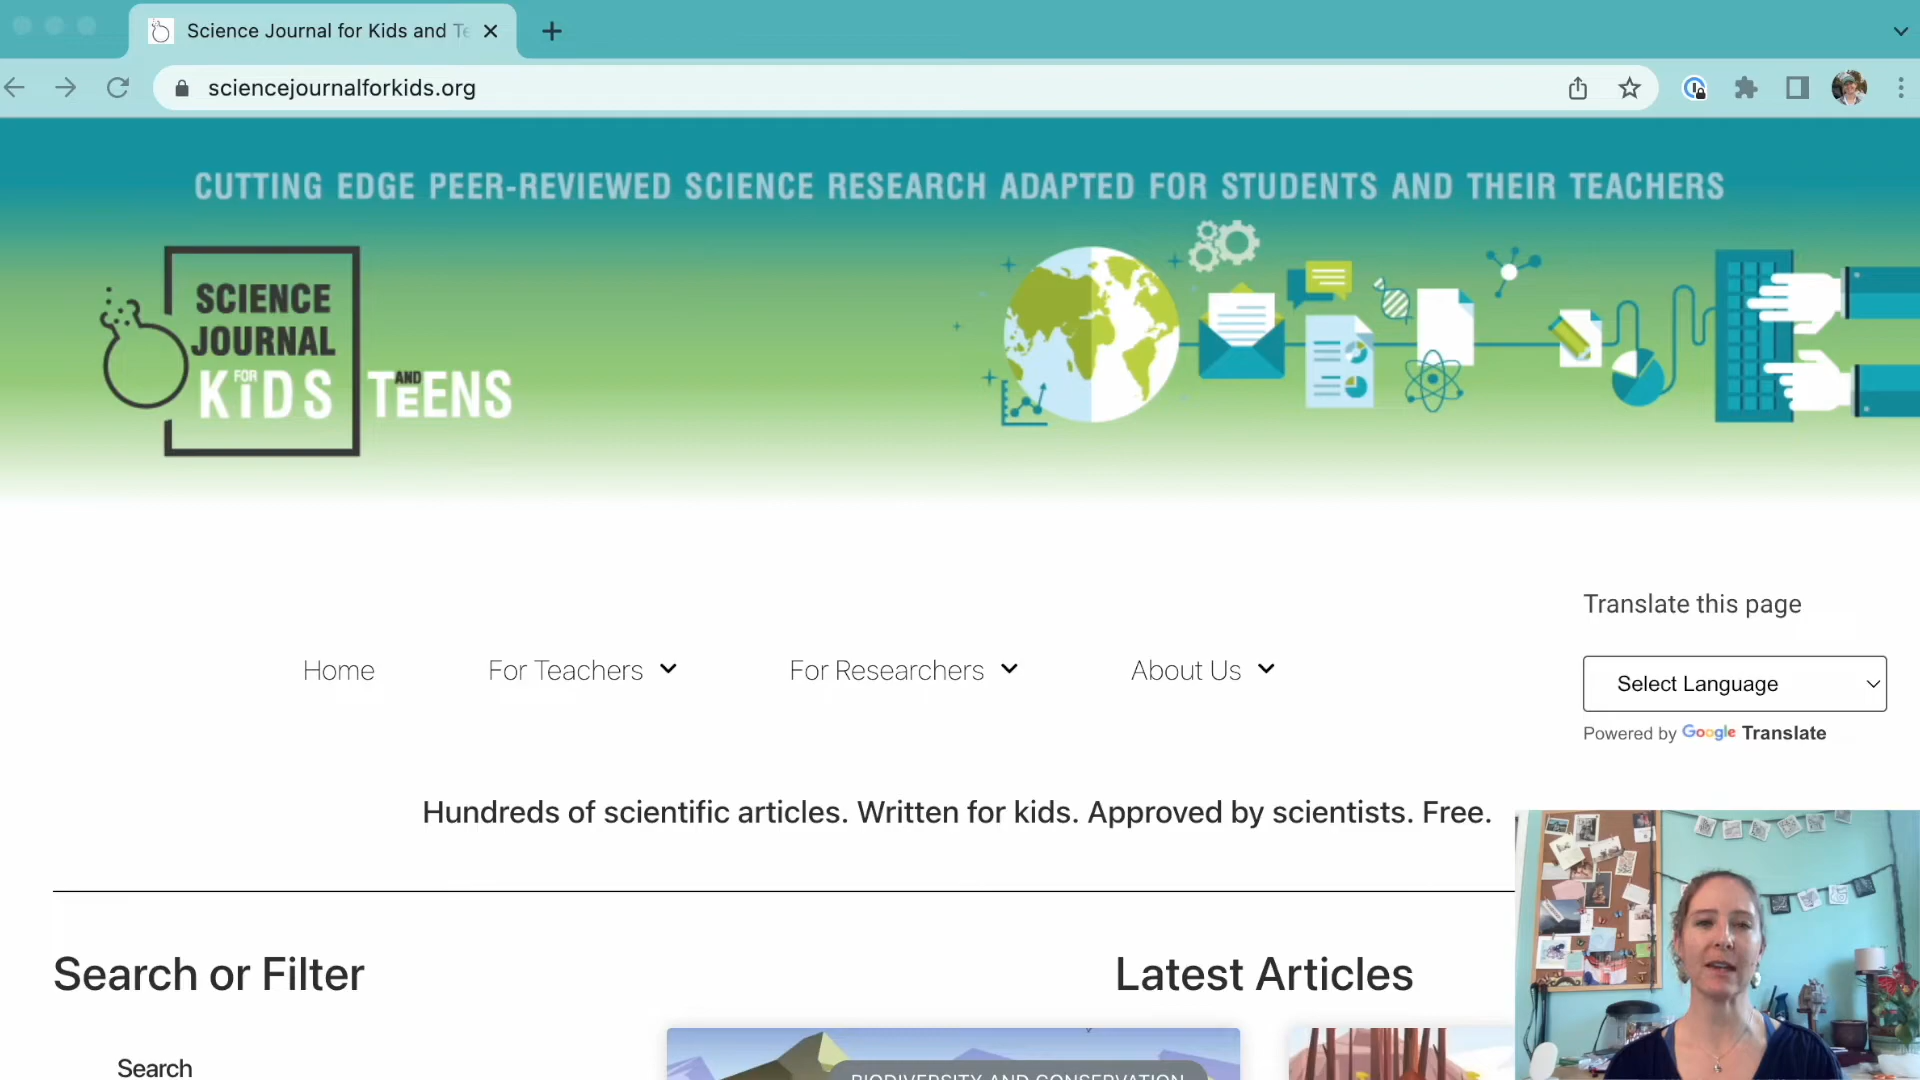 Science Journal for Kids and Te
sciencejournalforkids.org
CUTTING EDGE PEER-REVIEWED SCIENCE RESEARCH ADAPTED FOR STUDENTS AND THEIR TEACHERS
SCIENCE
JOURNAL
FOR KiDS AND TEENS
Translate this page
Home
For Teachers
For Researchers
About Us
Select Language
Powered by Google Translate
Hundreds of scientific articles. Written for kids. Approved by scientists. Free.
Search or Filter
Latest Articles
Search
BIODIVERSITY AND CONSERVATION